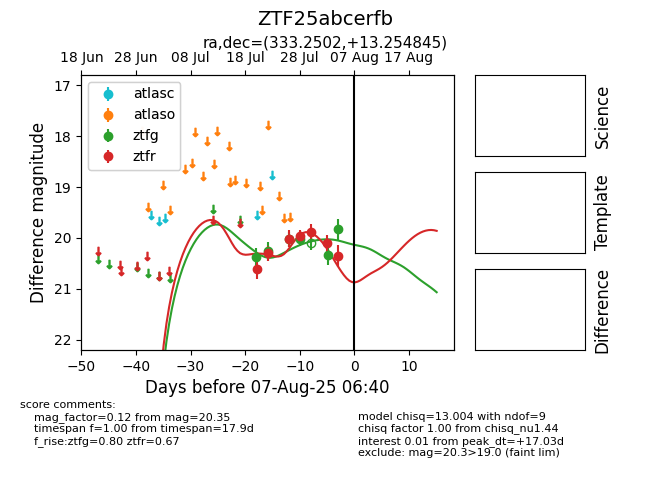 ZTF25abcerfb
ra,dec=(333.2502,+13.254845)
18 Jun 28 Jun 08 Jul 18 Jul 28 Jul 07 Aug 17 Aug
17
18
19
20
21
22
Difference magnitude
atlasc
atlaso
ztfg
ztfr
−50 −40 −30 −20 −10 0 10
Days before 07-Aug-25 06:40
Science
Template
Difference
score comments:
mag_factor=0.12 from mag=20.35
timespan f=1.00 from timespan=17.9d
f_rise:ztfg=0.80 ztfr=0.67
model chisq=13.004 with ndof=9
chisq factor 1.00 from chisq_nu1.44
interest 0.01 from peak_dt=+17.03d
exclude: mag=20.3>19.0 (faint lim)